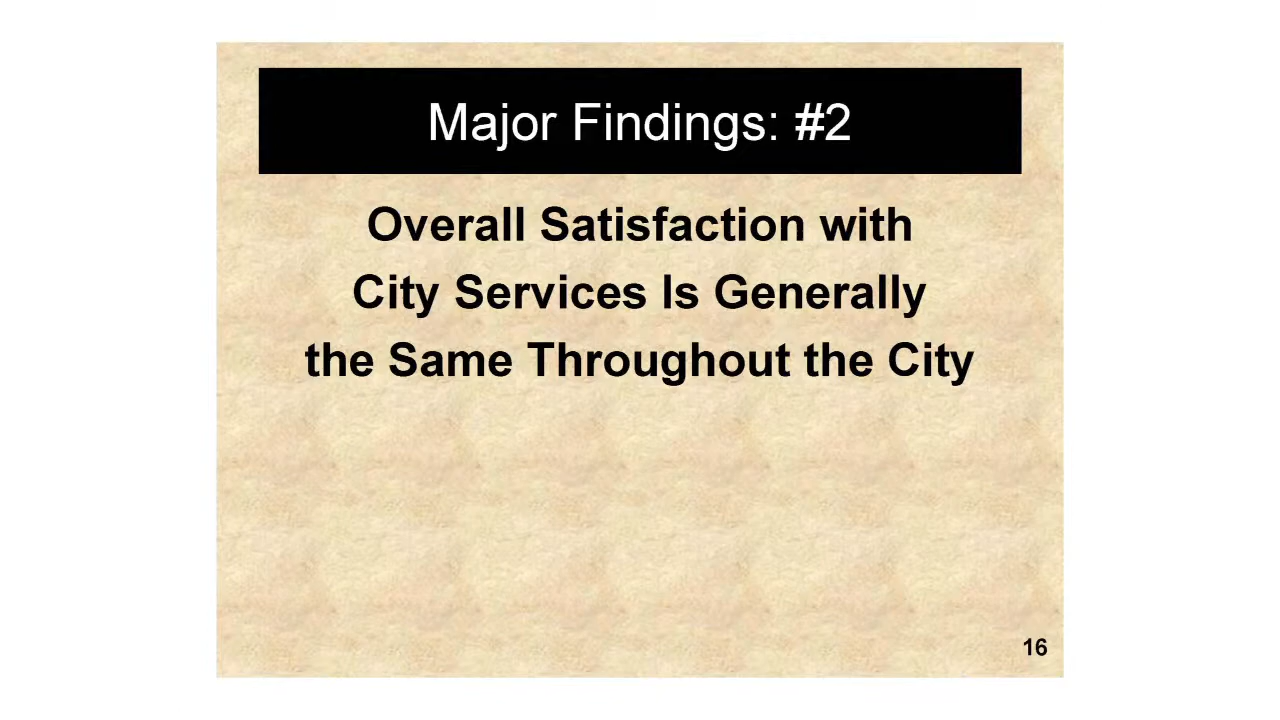 Major Findings: #2
Overall Satisfaction with
City Services Is Generally
the Same Throughout the City
16